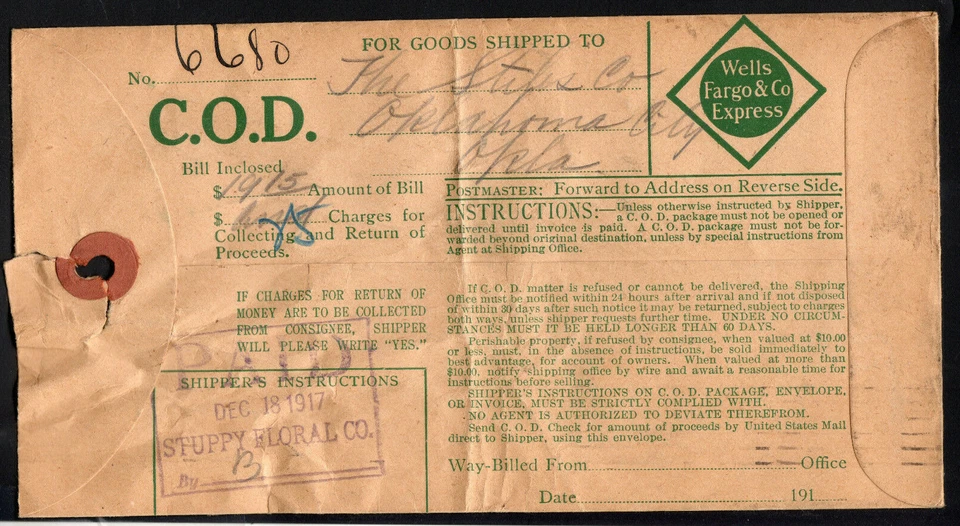 No. 6680
C.O.D.
Bill Inclosed
$ 19 15 Amount of Bill
$ Charges for
Collecting and Return of
Proceeds.
IF CHARGES FOR RETURN OF
MONEY ARE TO BE COLLECTED
FROM CONSIGNEE, SHIPPER
WILL PLEASE WRITE “YES.”
SHIPPER'S INSTRUCTIONS
PAID
DEC 18 1917
STUPPY FLORAL CO.
By B
FOR GOODS SHIPPED TO
The Stiles Co
Oklahoma City
Okla
Wells
Fargo & Co
Express
POSTMASTER: Forward to Address on Reverse Side.
INSTRUCTIONS:—Unless otherwise instructed by Shipper,
a C. O. D. package must not be opened or
delivered until invoice is paid. A C. O. D. package must not be for-
warded beyond original destination, unless by special instructions from
Agent at Shipping Office.
If C. O. D. matter is refused or cannot be delivered, the Shipping
Office must be notified within 24 hours after arrival, and if not disposed
of within 30 days after such notice it may be returned, subject to charges
both ways, unless shipper requests further time. UNDER NO CIRCUM-
STANCES MUST IT BE HELD LONGER THAN 60 DAYS.
Perishable property, if refused by consignee, when valued at $10.00
or less, must, in the absence of instructions, be sold immediately to
best advantage, for account of owners. When valued at more than
$10.00, notify shipping office by wire and await a reasonable time for
instructions before selling.
SHIPPER'S INSTRUCTIONS ON C. O. D. PACKAGE, ENVELOPE,
OR INVOICE, MUST BE STRICTLY COMPLIED WITH.
NO AGENT IS AUTHORIZED TO DEVIATE THEREFROM.
Send C. O. D. Check for amount of proceeds by United States Mail
direct to Shipper, using this envelope.
Way-Billed From Office
Date 191